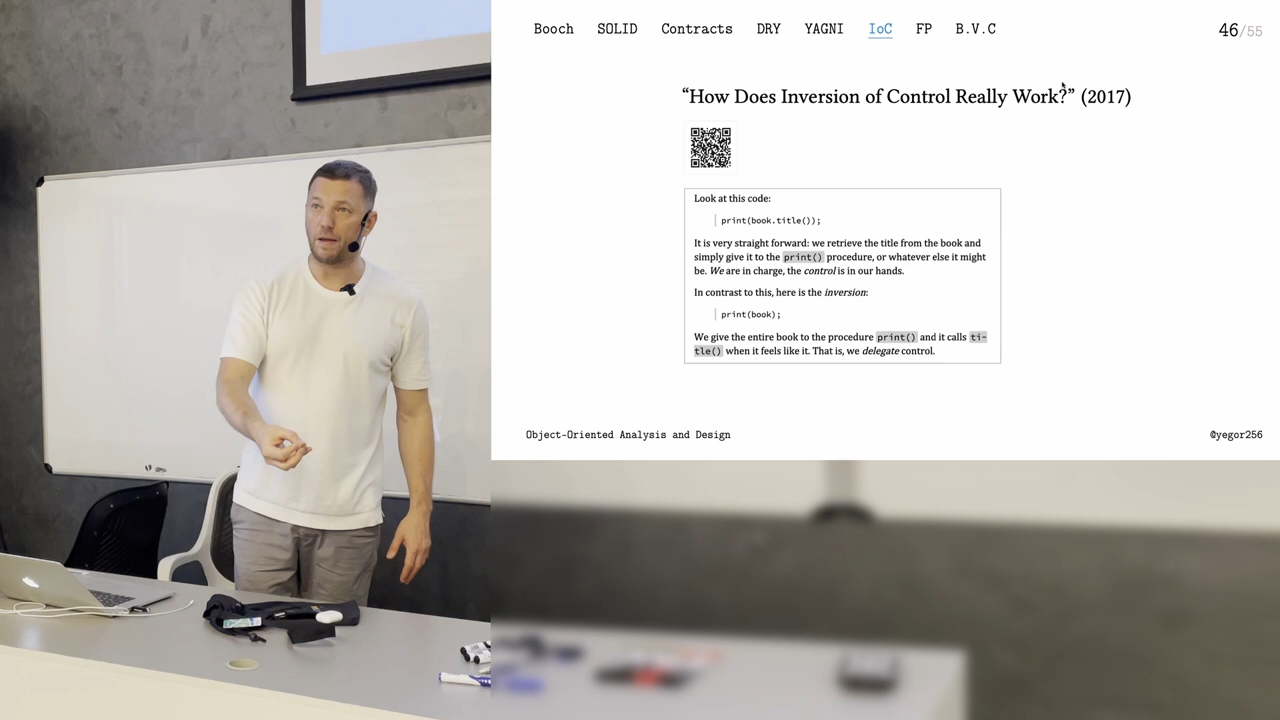 Booch SOLID Contracts DRY YAGNI IoC FP B.V.C 46/55
“How Does Inversion of Control Really Work?” (2017)
Look at this code:
print(book.title());
It is very straight forward: we retrieve the title from the book and
simply give it to the print() procedure, or whatever else it might
be. We are in charge, the control is in our hands.
In contrast to this, here is the inversion:
print(book);
We give the entire book to the procedure print() and it calls ti-
tle() when it feels like it. That is, we delegate control.
Object-Oriented Analysis and Design @yegor256